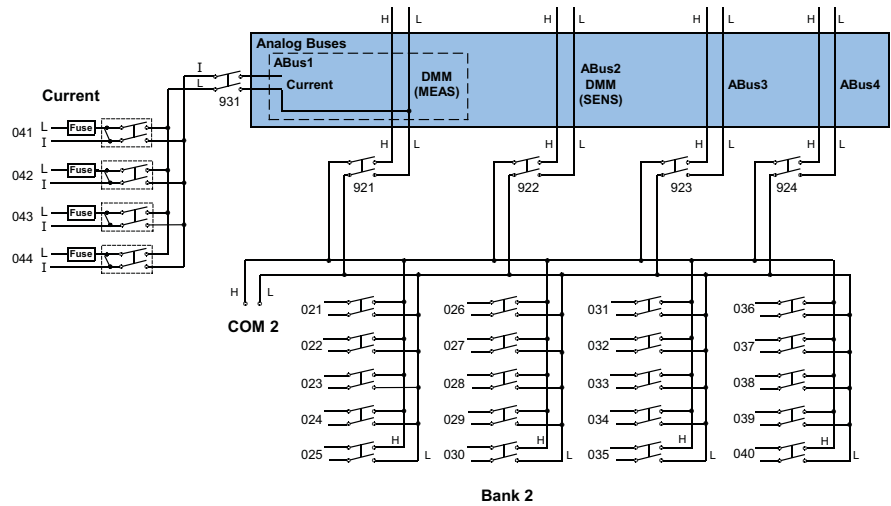 H L H L H L H L
Analog Buses
ABus1
Current
DMM
(MEAS)
ABus2
DMM
(SENS)
ABus3
ABus4
I
L
931
Current
041 L Fuse
I
042 L Fuse
I
043 L Fuse
I
044 L Fuse
I
H L H L H L H L
921 922 923 924
H L
COM 2
021 026 031 036
022 027 032 037
023 028 033 038
024 029 034 039
H H H H
025 L 030 L 035 L 040 L
Bank 2